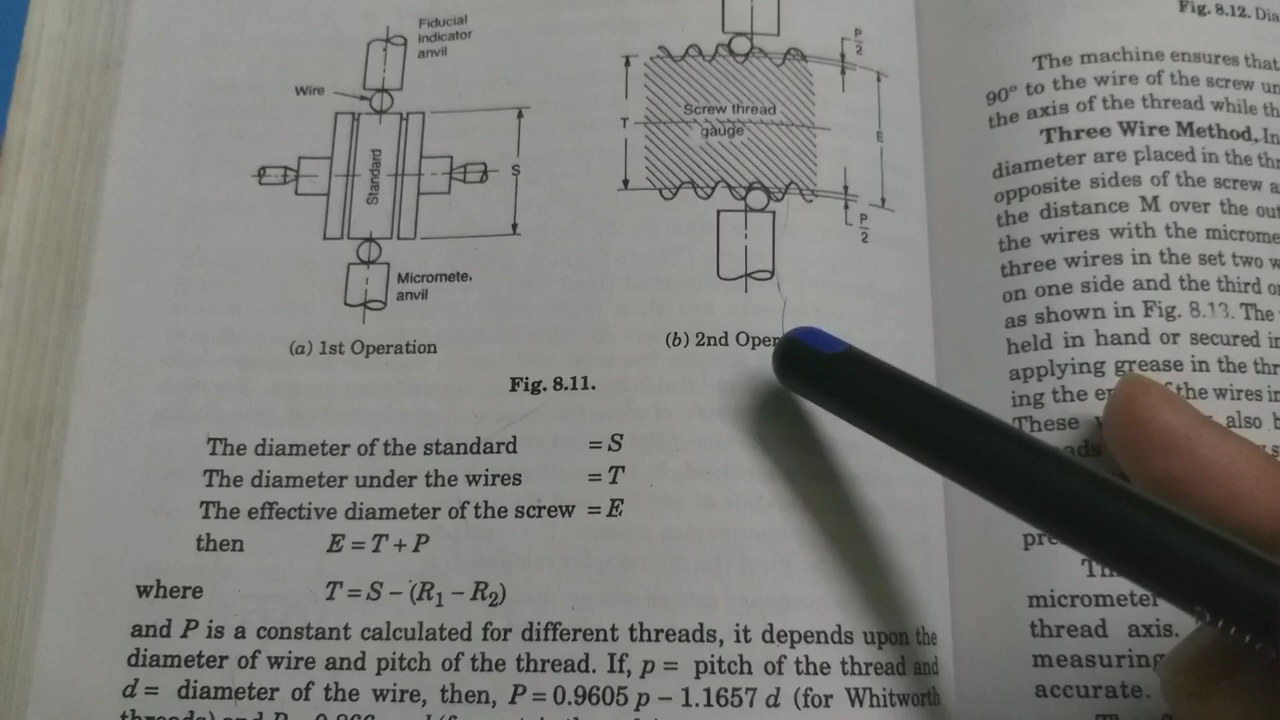 Fiducial
indicator
anvil
Wire
Standard
S
Micromete.
anvil
(a) 1st Operation
P
2
Screw thread
gauge
T
E
P
2
(b) 2nd Oper
Fig. 8.11.
The diameter of the standard = S
The diameter under the wires = T
The effective diameter of the screw = E
then E = T + P
where T = S – (R1 – R2)
and P is a constant calculated for different threads, it depends upon the
diameter of wire and pitch of the thread. If, p = pitch of the thread and
d = diameter of the wire, then, P = 0.9605 p – 1.1657 d (for Whitworth
Fig. 8.12. Dia
The machine ensures that
90° to the wire of the screw un
the axis of the thread while th
Three Wire Method. In
diameter are placed in the thr
opposite sides of the screw a
the distance M over the out
the wires with the microme
three wires in the set two w
on one side and the third o
as shown in Fig. 8.13. The
held in hand or secured in
applying grease in the thr
ing the the wires in
These also b
micrometer
thread axis.
measuring
accurate.